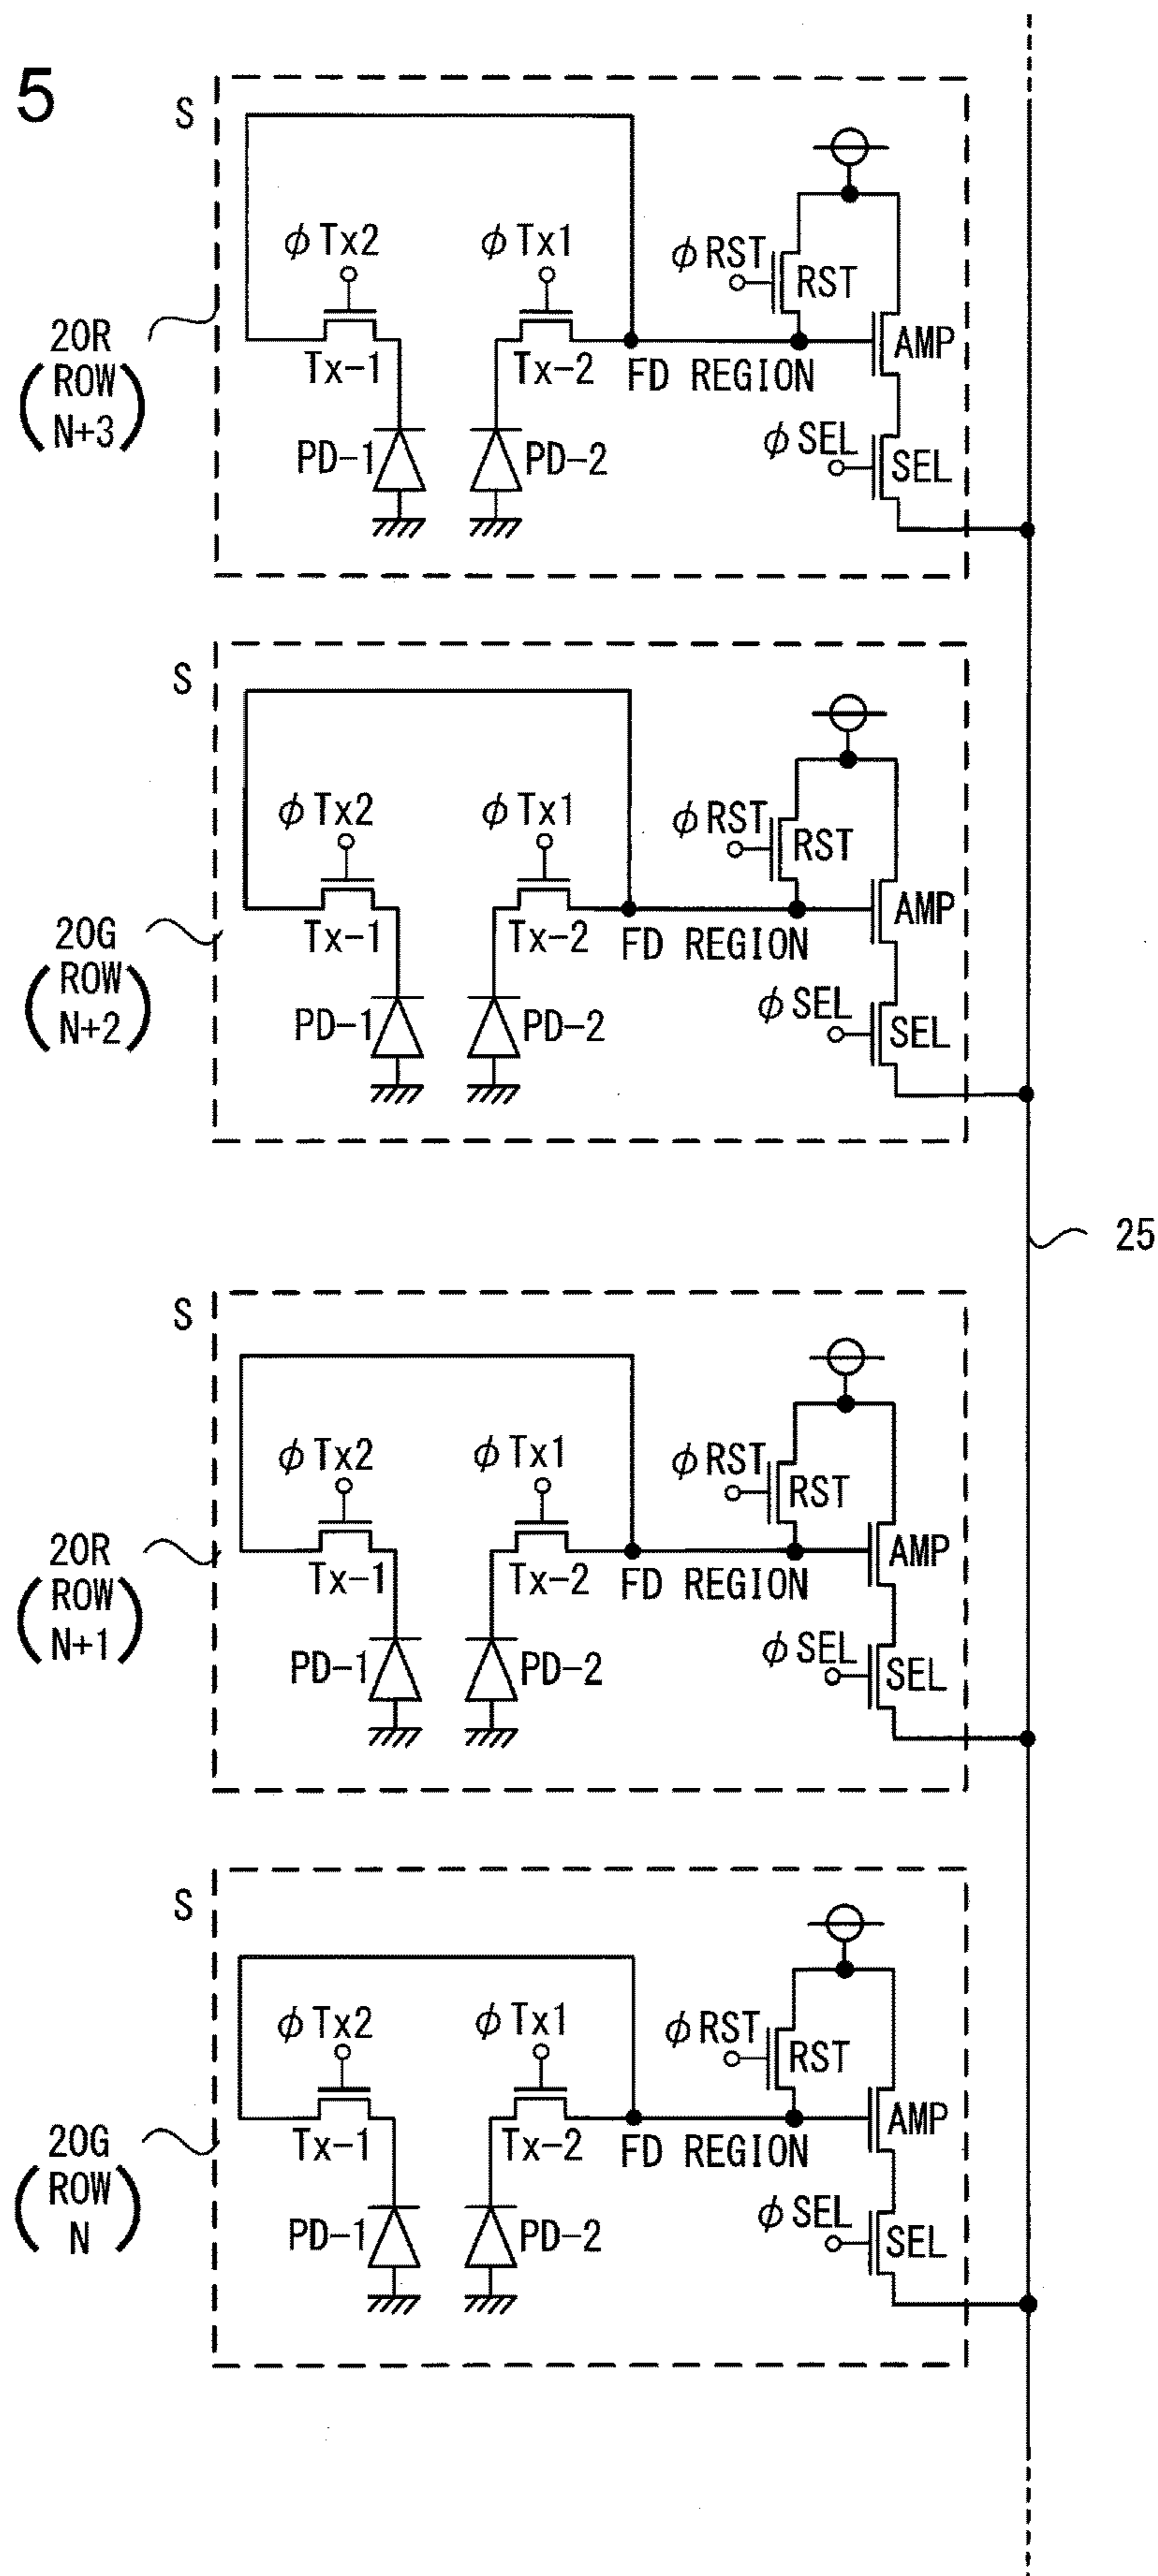 5
S
φTx2 φTx1
φRST RST
20R
(ROW
N+3)
Tx-1 Tx-2 FD REGION AMP
φSEL SEL
PD-1 PD-2
S
φTx2 φTx1
φRST RST
20G
(ROW
N+2)
Tx-1 Tx-2 FD REGION AMP
φSEL SEL
PD-1 PD-2
25
S
φTx2 φTx1
φRST RST
20R
(ROW
N+1)
Tx-1 Tx-2 FD REGION AMP
φSEL SEL
PD-1 PD-2
S
φTx2 φTx1
φRST RST
20G
(ROW
N)
Tx-1 Tx-2 FD REGION AMP
φSEL SEL
PD-1 PD-2